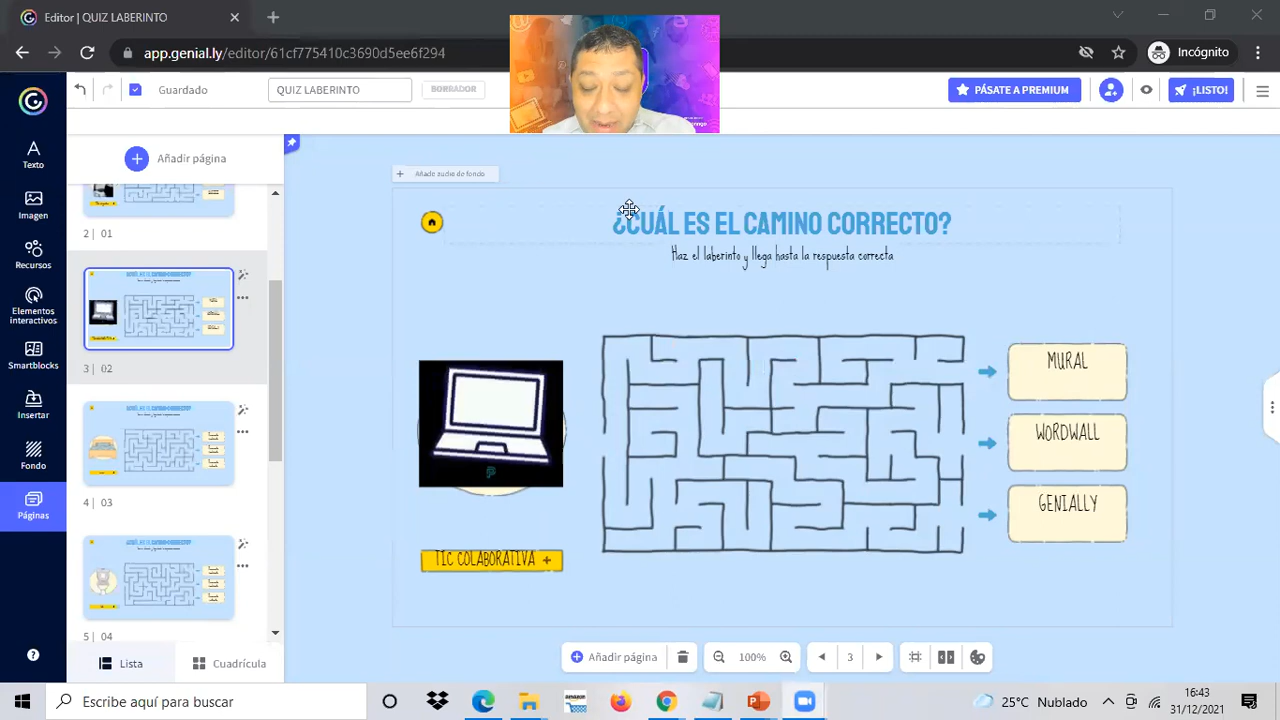 Editor | QUIZ LABERINTO
app.genial.ly/editor/61cf775410c3690d5ee6f294
Incógnito
Guardado
QUIZ LABERINTO
BORRADOR
PÁSATE A PREMIUM
¡LISTO!
Texto
Imagen
Recursos
Elementos interactivos
Smartblocks
Insertar
Fondo
Páginas
Añadir página
2 | 01
3 | 02
4 | 03
5 | 04
Lista
Cuadrícula
Añade audio de fondo
¿CUÁL ES EL CAMINO CORRECTO?
Haz el laberinto y llega hasta la respuesta correcta
MURAL
WORDWALL
GENIALLY
TIC COLABORATIVA +
Añadir página
100%
3
Escribe aquí para buscar
25°C Nublado
16:43
31/12/2021